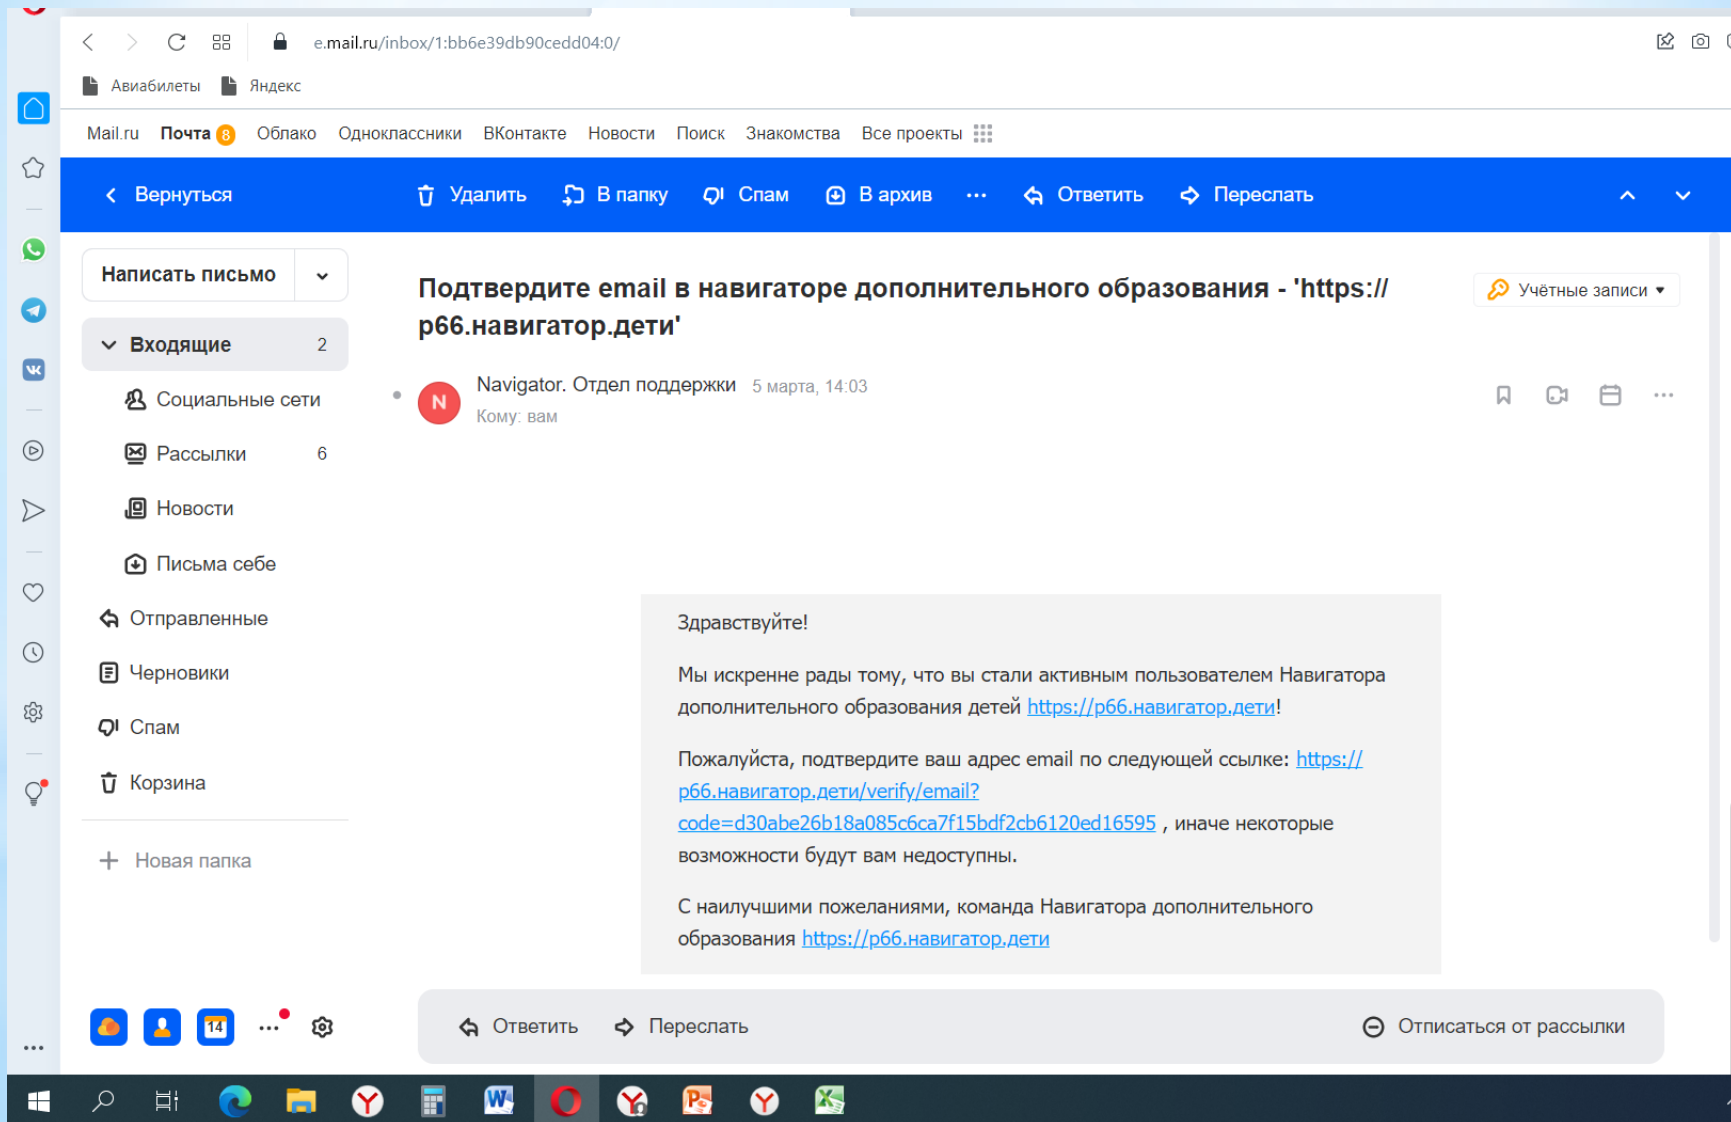 e.mail.ru/inbox/1:bb6e39db90cedd04:0/
Авиабилеты Яндекс
Mail.ru Почта 8 Облако Одноклассники ВКонтакте Новости Поиск Знакомства Все проекты
Вернуться Удалить В папку Спам В архив ... Ответить Переслать
Написать письмо
Подтвердите email в навигаторе дополнительного образования - 'https://
р66.навигатор.дети'
Учётные записи
Входящие 2
Navigator. Отдел поддержки 5 марта, 14:03
N
Кому: вам
Социальные сети
Рассылки 6
Новости
Письма себе
Отправленные
Черновики
Спам
Корзина
Новая папка
Здравствуйте!
Мы искренне рады тому, что вы стали активным пользователем Навигатора
дополнительного образования детей https://р66.навигатор.дети!
Пожалуйста, подтвердите ваш адрес email по следующей ссылке: https://
р66.навигатор.дети/verify/email?
code=d30abe26b18a085c6ca7f15bdf2cb6120ed16595 , иначе некоторые
возможности будут вам недоступны.
С наилучшими пожеланиями, команда Навигатора дополнительного
образования https://р66.навигатор.дети
14
Ответить Переслать Отписаться от рассылки